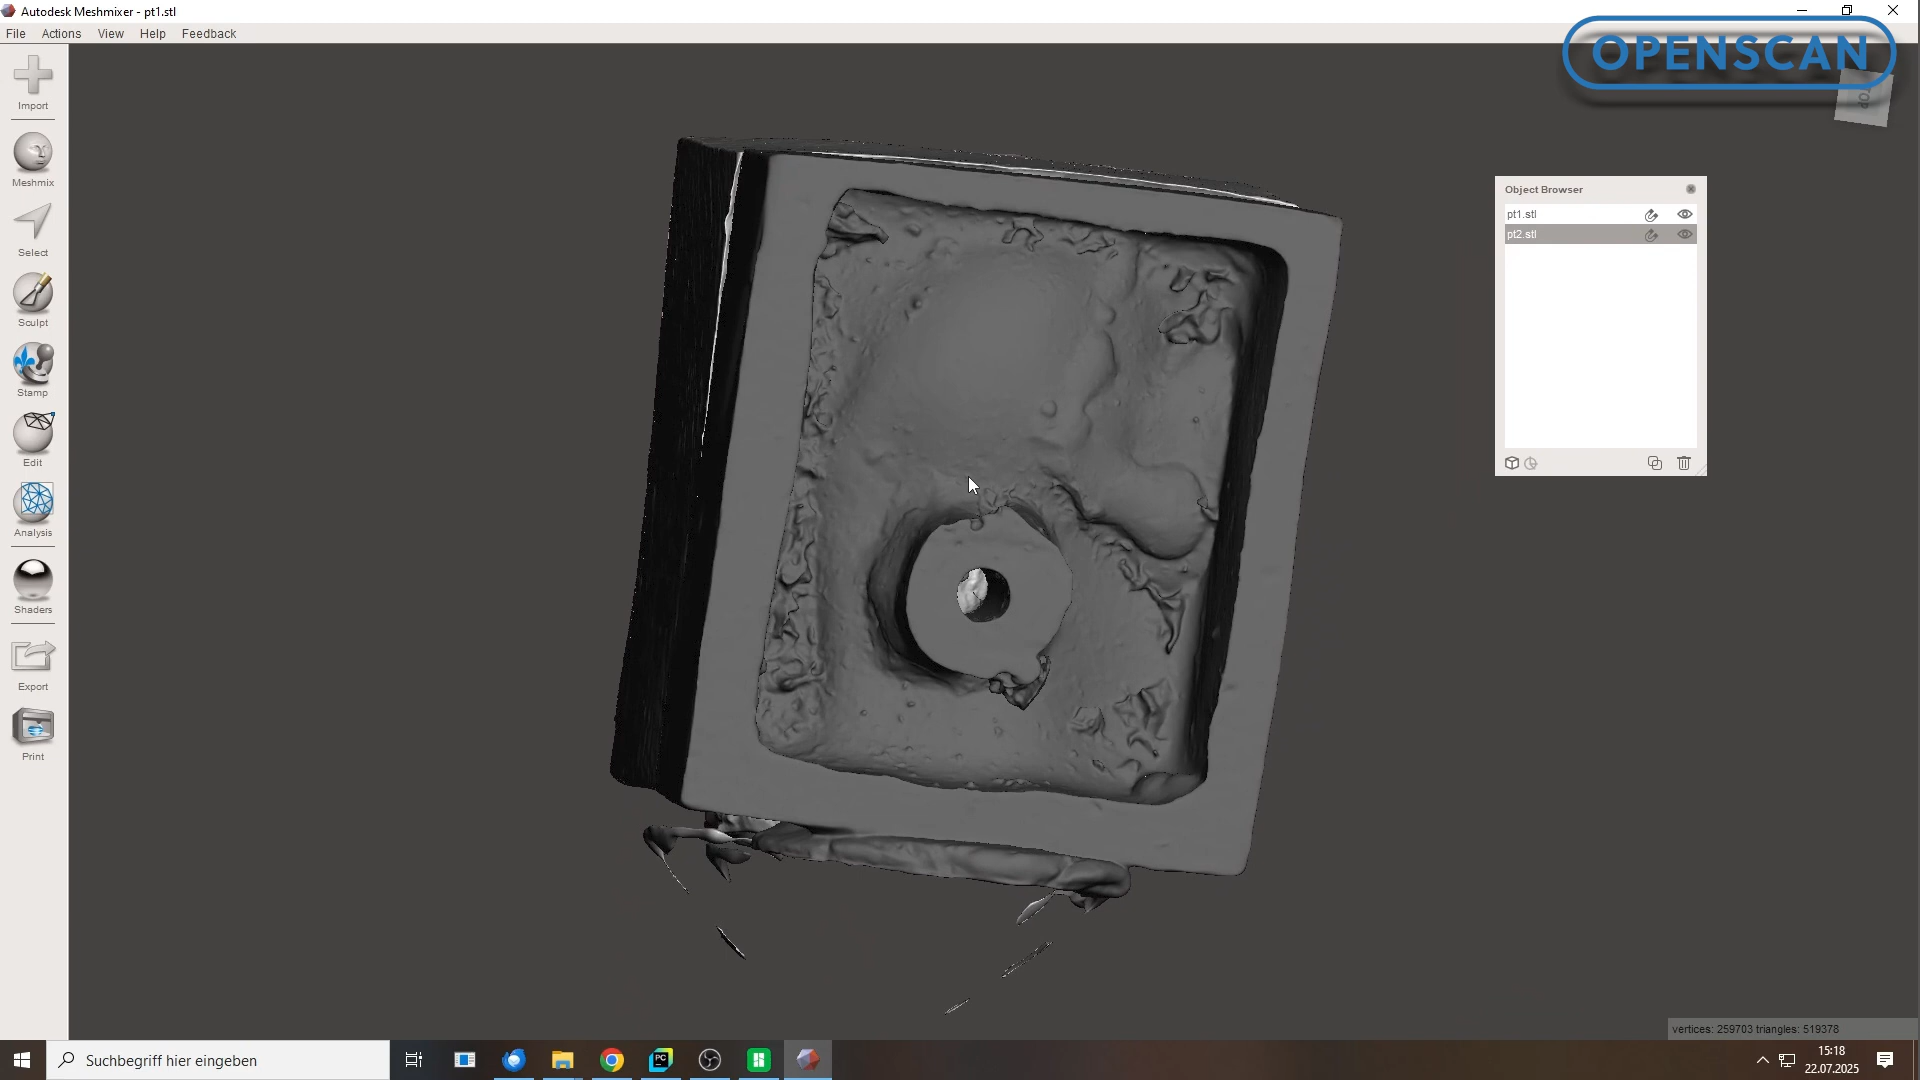 Autodesk Meshmixer - pt1.stl
File Actions View Help Feedback
OPENSCAN
TOP
Import
Meshmix
Select
Sculpt
Stamp
Edit
Analysis
Shaders
Export
Print
Object Browser
pt1.stl
pt2.stl
vertices: 259703 triangles: 519378
Suchbegriff hier eingeben
PC
15:18
22.07.2025